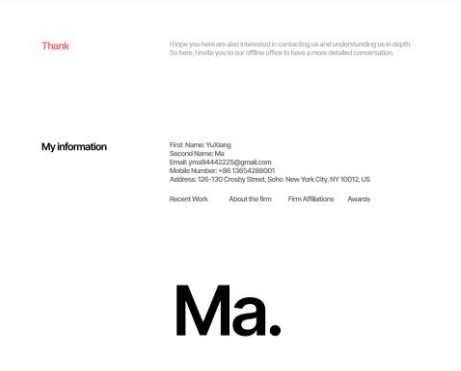 Thank
I hope you here are also interested in contacting us and understanding us in depth.
So here, I invite you to our offline office to have a more detailed conversation.
My information
First Name: YuXiang
Second Name: Ma
Email: yma94442225@gmail.com
Mobile Number: +86 13654288001
Address: 126-130 Crosby Street, Soho New York City, NY 10012, US
Recent Work About the firm Firm Affiliations Awards
Ma.